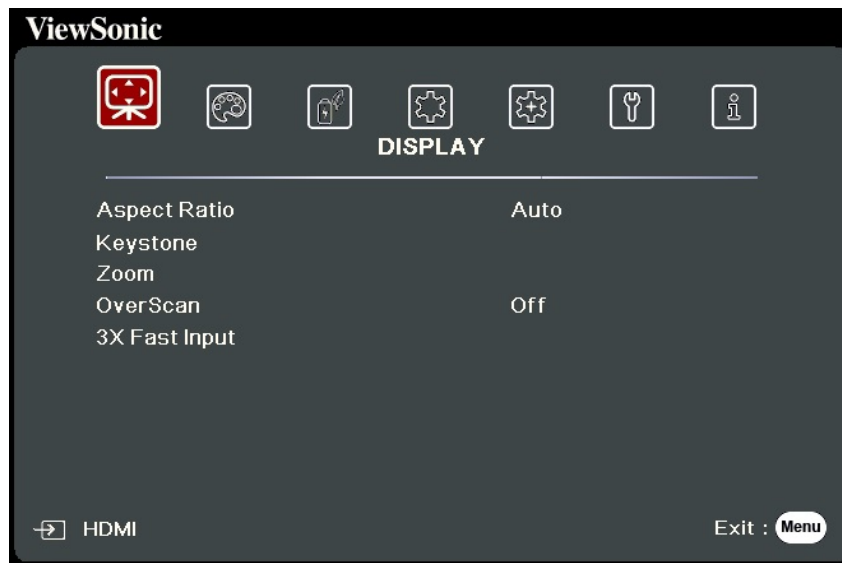 ViewSonic
DISPLAY
Aspect Ratio Auto
Keystone
Zoom
OverScan Off
3X Fast Input
HDMI Exit : Menu